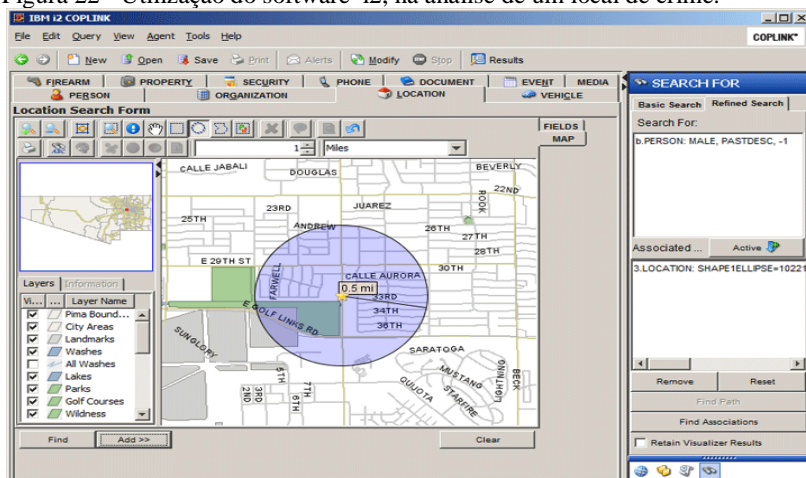 Figura 22 - Utilização do software 'i2, na análise de um local de crime.
IBM i2 COPLINK
File Edit Query View Agent Tools Help
COPLINK
New Open Save Print Alerts Modify Stop Results
FIREARM PROPERTY SECURITY PHONE DOCUMENT EVENT MEDIA
PERSON ORGANIZATION LOCATION VEHICLE
Location Search Form
1 Miles
FIELDS
MAP
CALLE JABALI
DOUGLAS
BEVERLY
22ND
ROOK
23RD
JUAREZ
25TH
ANDREW
26TH
27TH
28TH
E 29TH ST
30TH
FARWELL
CALLE AURORA
0.5 mi
33RD
34TH
36TH
E GOLF LINKS RD
SUNGLORY
SARATOGA
MUSTANG
QUIJOTA
STARFIRE
LIGHTNING
BECK
5TH
7TH
2ND
3RD
6TH
Layers Information
Vi... ... Layer Name
Pima Bound...
City Areas
Landmarks
Washes
All Washes
Lakes
Parks
Golf Courses
Wildness
Find Add >> Clear
SEARCH FOR
Basic Search Refined Search
Search For:
b.PERSON: MALE, PASTDESC, -1
Associated ... Active
3.LOCATION: SHAPE1ELLIPSE=10221
Remove Reset
Find Path
Find Associations
Retain Visualizer Results